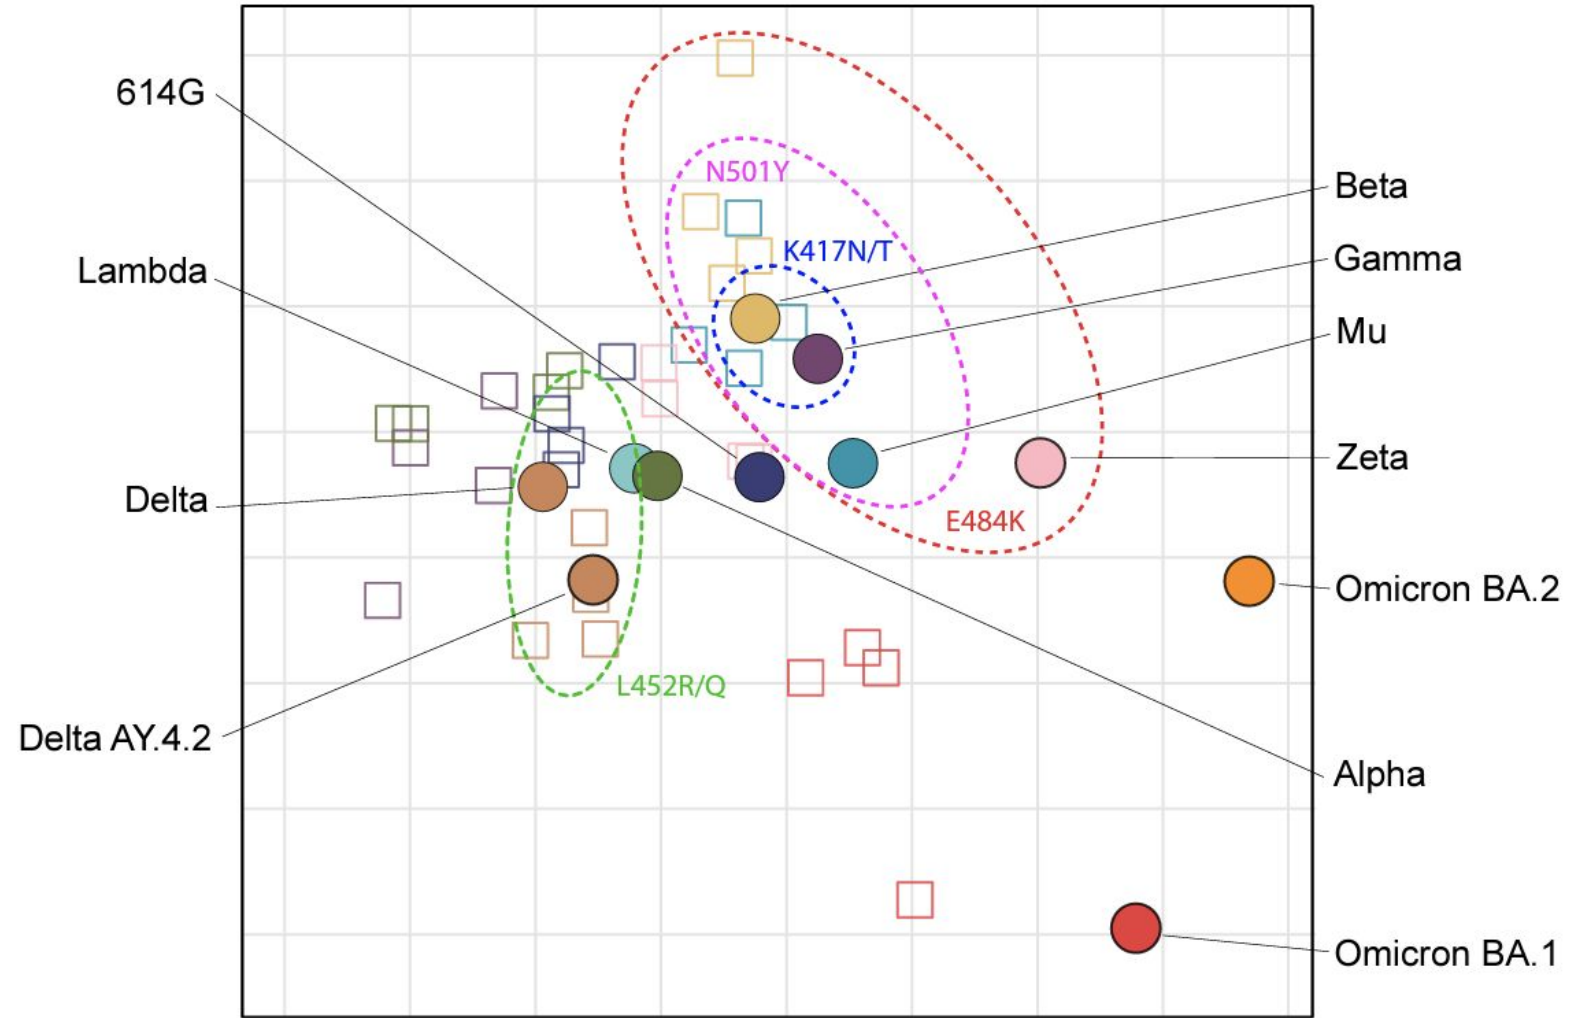 614G
N501Y
Beta
K417N/T
Gamma
Lambda
Mu
Zeta
Delta
E484K
Omicron BA.2
L452R/Q
Delta AY.4.2
Alpha
Omicron BA.1